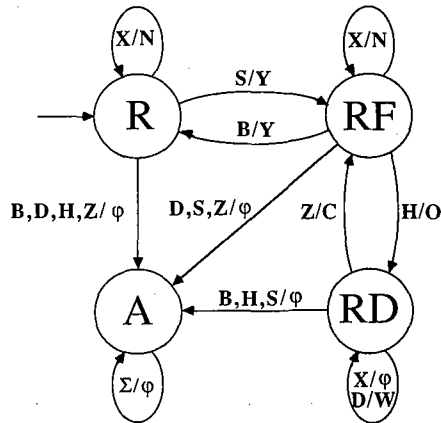 X/N
X/N
S/Y
R
RF
B/Y
B,D,H,Z/φ
D,S,Z/φ
Z/C
H/O
B,H,S/φ
A
RD
Σ/φ
X/φ
D/W